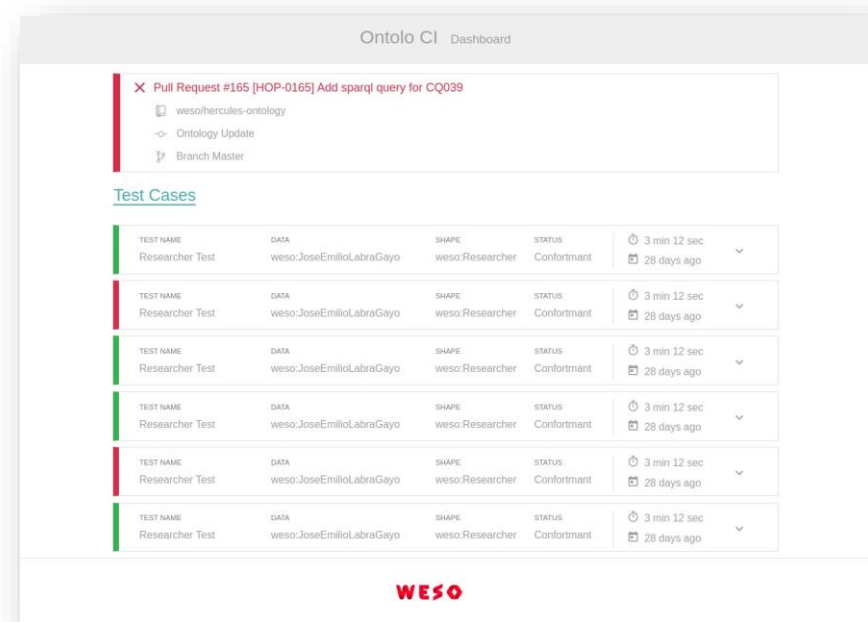 Ontolo CI Dashboard
Pull Request #165 [HOP-0165] Add sparql query for CQ039
weso/hercules-ontology
Ontology Update
Branch Master
Test Cases
TEST NAME DATA SHAPE STATUS 3 min 12 sec
Researcher Test weso:JoseEmilioLabraGayo weso:Researcher Confortmant 28 days ago
TEST NAME DATA SHAPE STATUS 3 min 12 sec
Researcher Test weso:JoseEmilioLabraGayo weso:Researcher Confortmant 28 days ago
TEST NAME DATA SHAPE STATUS 3 min 12 sec
Researcher Test weso:JoseEmilioLabraGayo weso:Researcher Confortmant 28 days ago
TEST NAME DATA SHAPE STATUS 3 min 12 sec
Researcher Test weso:JoseEmilioLabraGayo weso:Researcher Confortmant 28 days ago
TEST NAME DATA SHAPE STATUS 3 min 12 sec
Researcher Test weso:JoseEmilioLabraGayo weso:Researcher Confortmant 28 days ago
TEST NAME DATA SHAPE STATUS 3 min 12 sec
Researcher Test weso:JoseEmilioLabraGayo weso:Researcher Confortmant 28 days ago
WESO